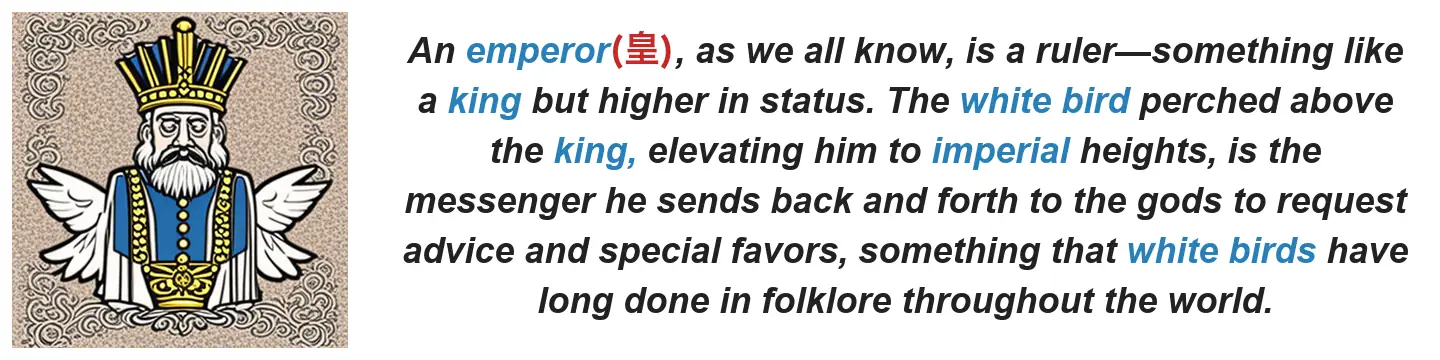 An emperor(皇), as we all know, is a ruler—something like
a king but higher in status. The white bird perched above
the king, elevating him to imperial heights, is the
messenger he sends back and forth to the gods to request
advice and special favors, something that white birds have
long done in folklore throughout the world.